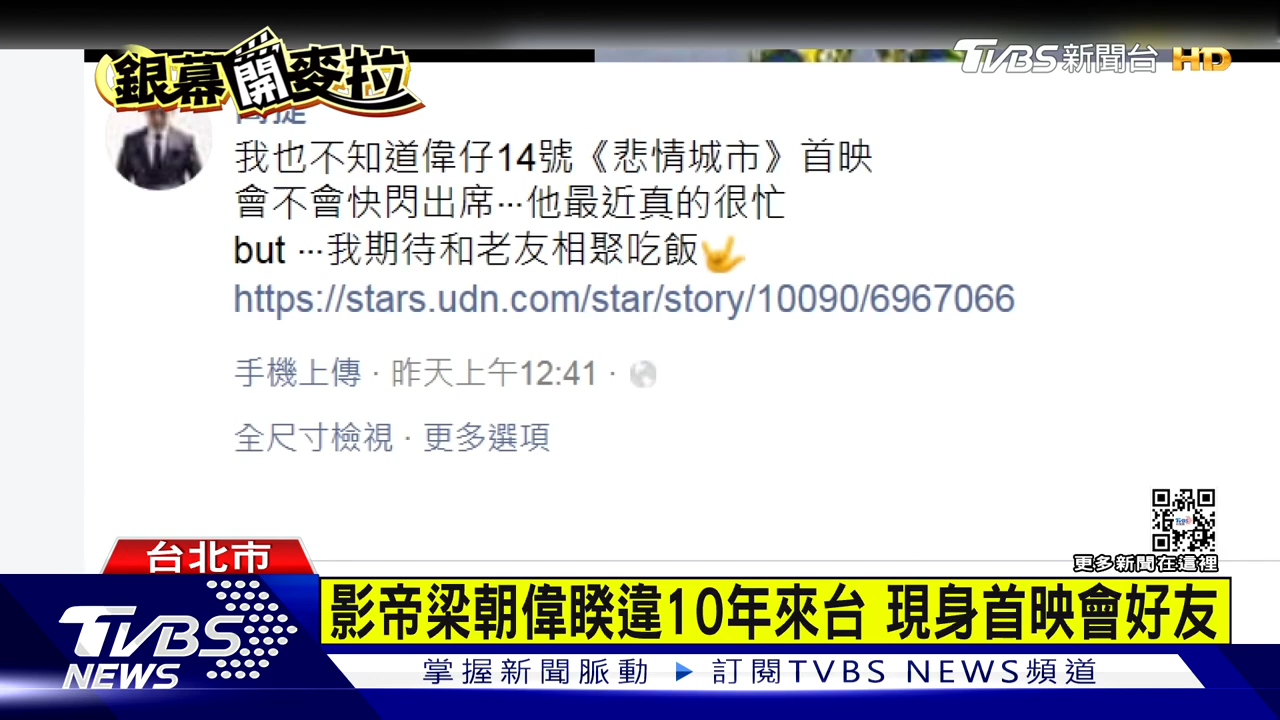 銀幕開麥拉
TVBS新聞台 HD
我也不知道偉仔14號《悲情城市》首映
會不會快閃出席…他最近真的很忙
but …我期待和老友相聚吃飯
https://stars.udn.com/star/story/10090/6967066
手機上傳 · 昨天上午12:41 ·
全尺寸檢視 · 更多選項
更多新聞在這裡
台北市
影帝梁朝偉睽違10年來台 現身首映會好友
TVBS NEWS
掌握新聞脈動 ▶ 訂閱TVBS NEWS頻道